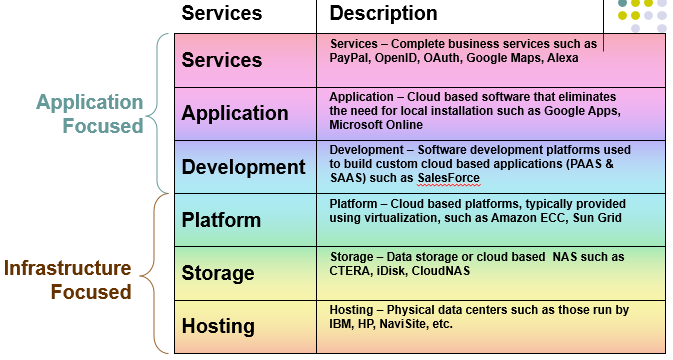 Services Description
Services
Services – Complete business services such as
PayPal, OpenID, OAuth, Google Maps, Alexa
Application
Focused
Application
Application – Cloud based software that eliminates
the need for local installation such as Google Apps,
Microsoft Online
Development
Development – Software development platforms used
to build custom cloud based applications (PAAS &
SAAS) such as SalesForce
Platform
Platform – Cloud based platforms, typically provided
using virtualization, such as Amazon ECC, Sun Grid
Infrastructure
Focused
Storage
Storage – Data storage or cloud based  NAS such as
CTERA, iDisk, CloudNAS
Hosting
Hosting – Physical data centers such as those run by
IBM, HP, NaviSite, etc.